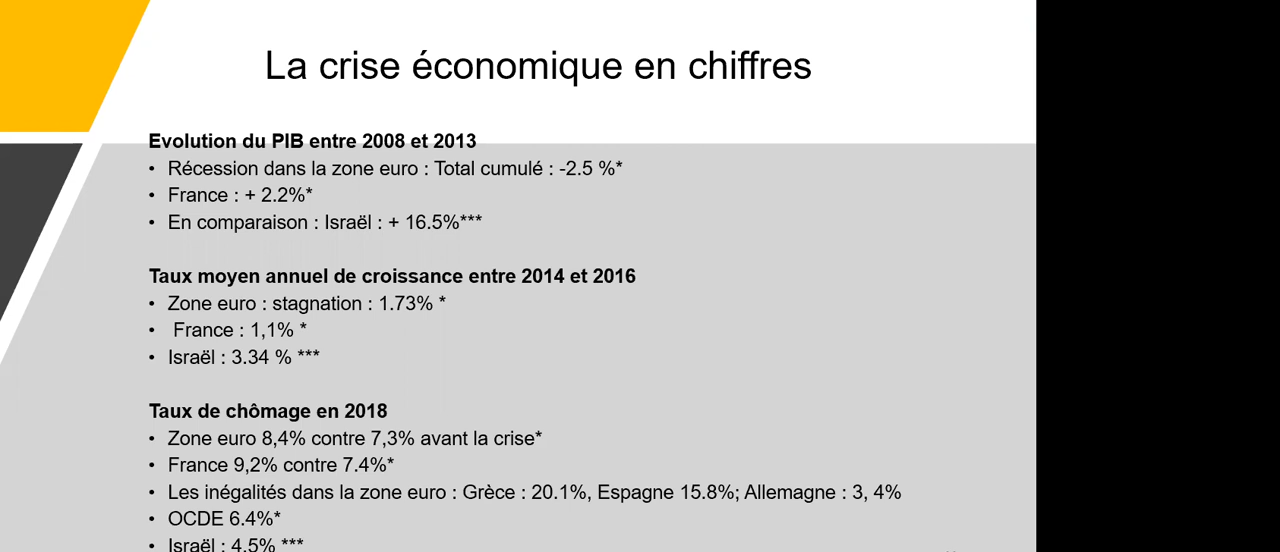 La crise économique en chiffres
Evolution du PIB entre 2008 et 2013
• Récession dans la zone euro : Total cumulé : -2.5 %*
• France : + 2.2%*
• En comparaison : Israël : + 16.5%***
Taux moyen annuel de croissance entre 2014 et 2016
• Zone euro : stagnation : 1.73% *
• France : 1,1% *
• Israël : 3.34 % ***
Taux de chômage en 2018
• Zone euro 8,4% contre 7,3% avant la crise*
• France 9,2% contre 7.4%*
• Les inégalités dans la zone euro : Grèce : 20.1%, Espagne 15.8%; Allemagne : 3, 4%
• OCDE 6.4%*
• Israël : 4.5% ***